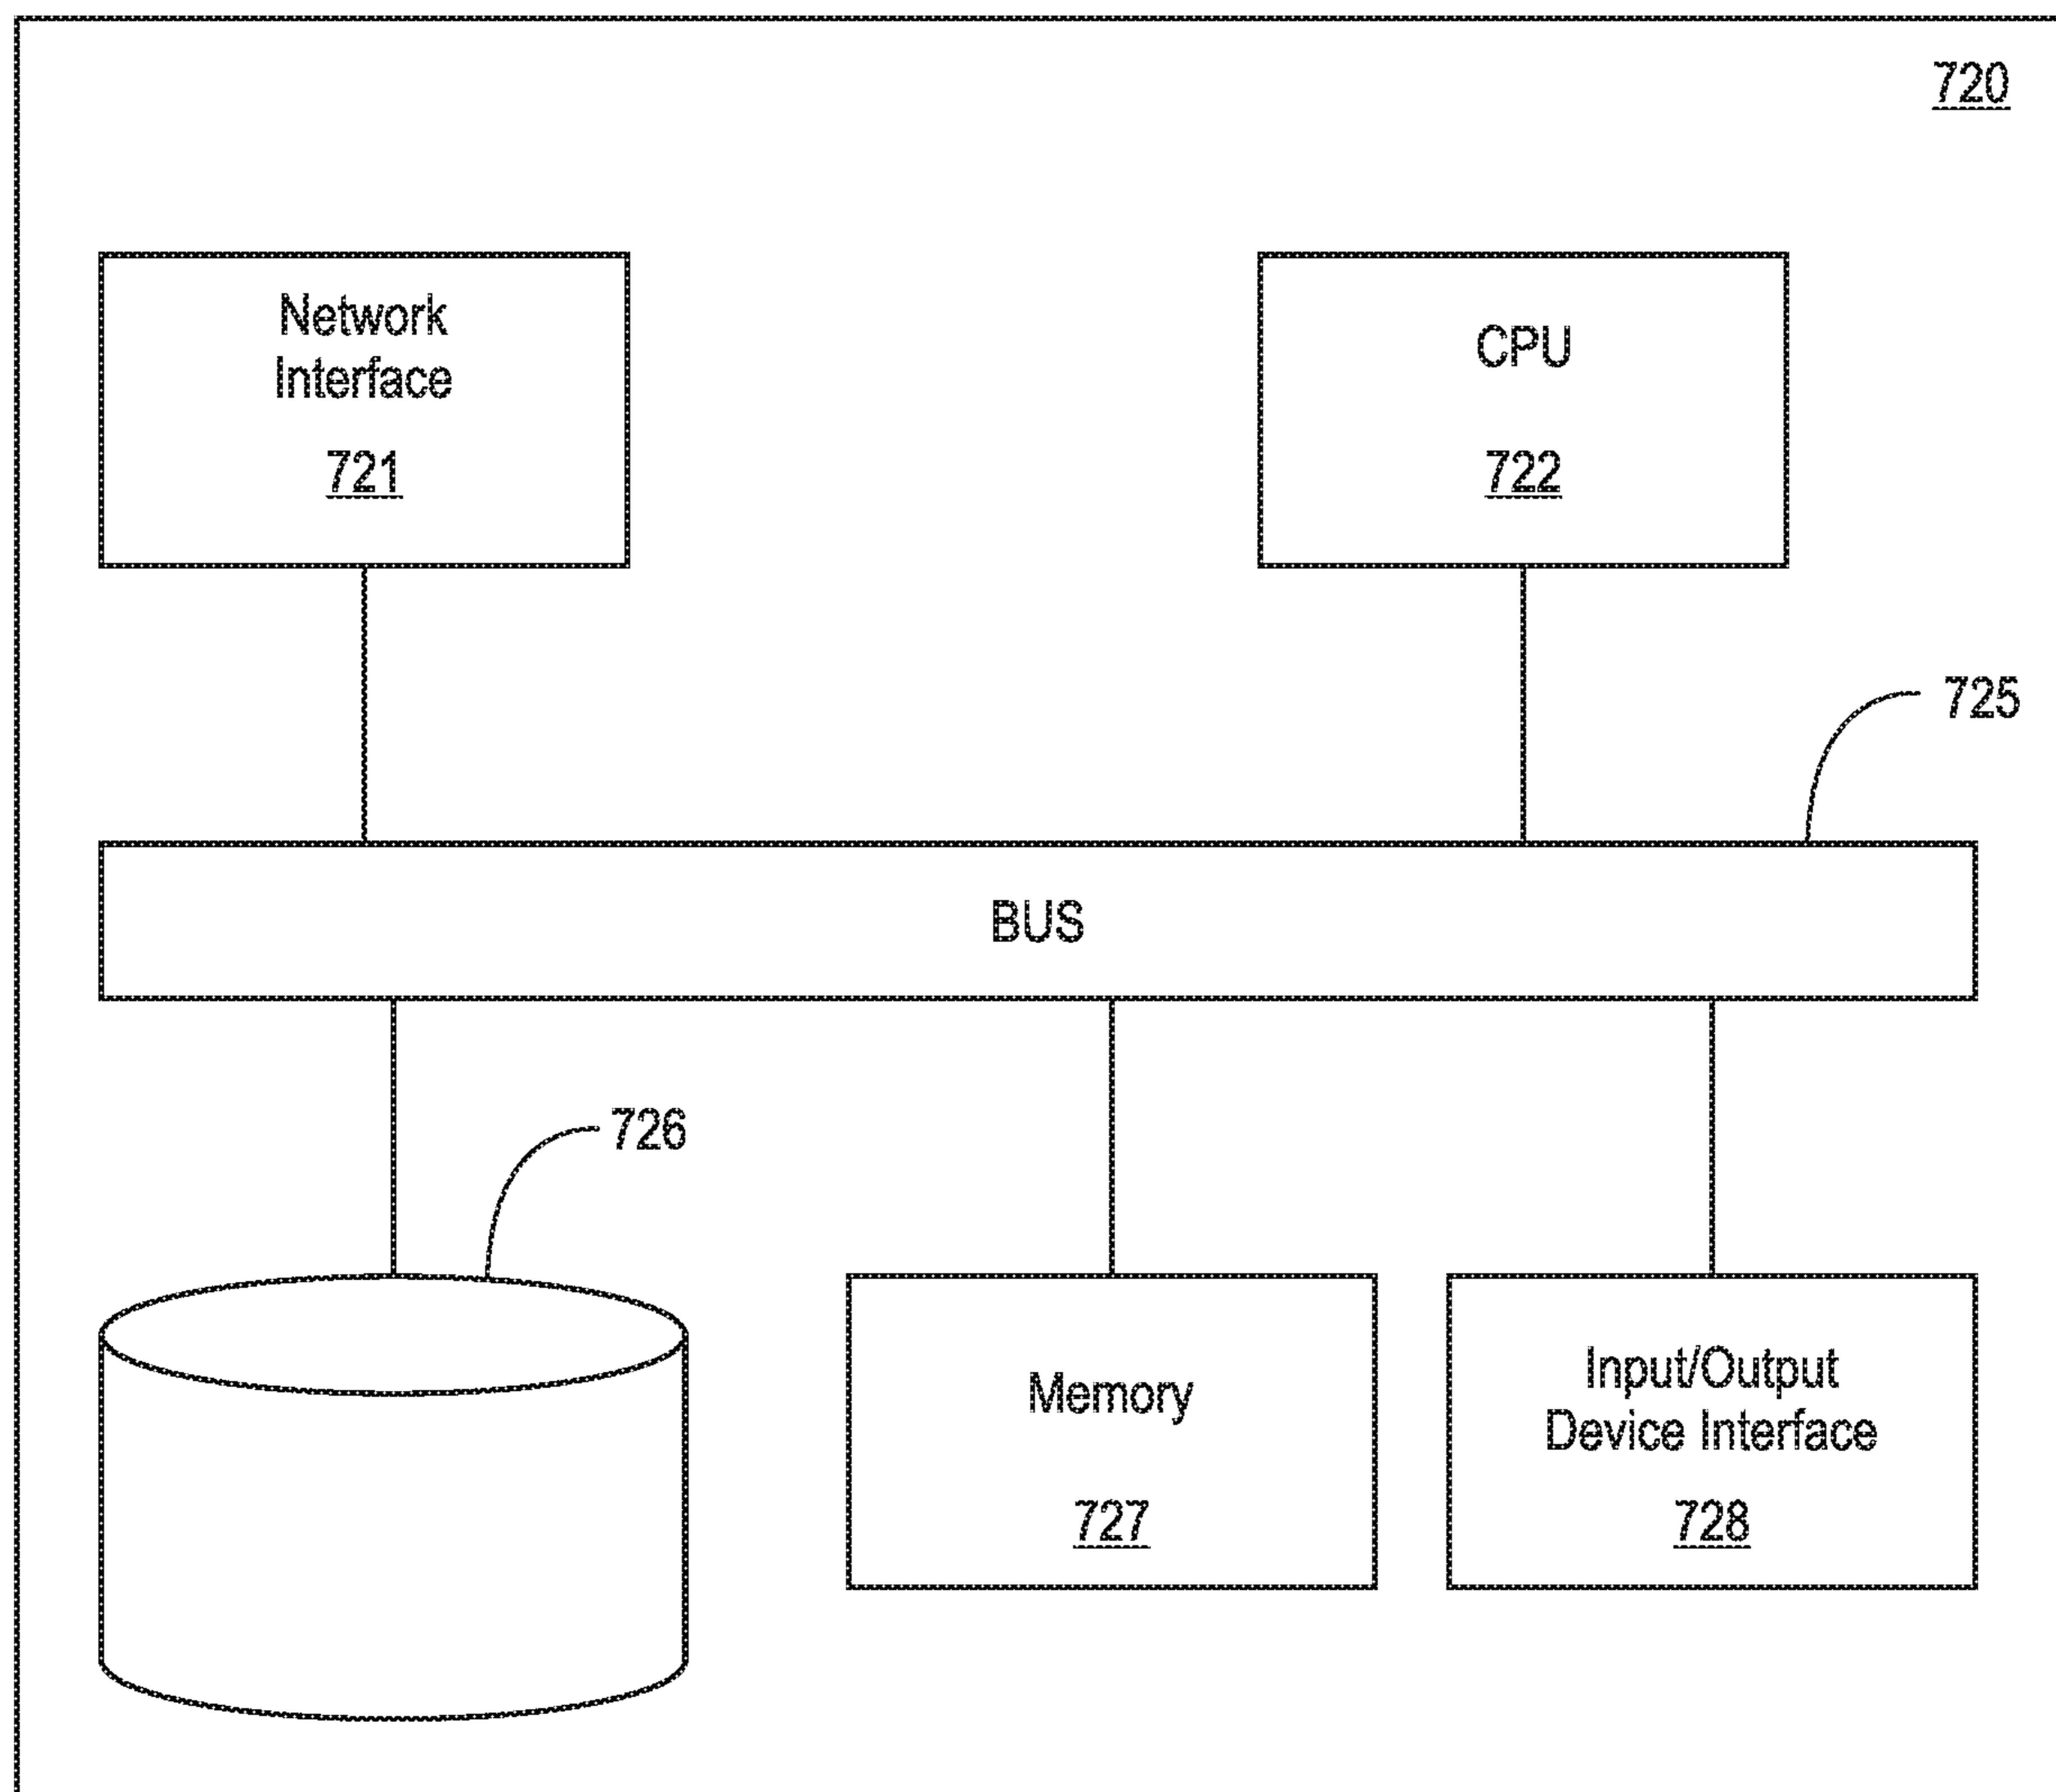 720
Network
Interface
721
CPU
722
725
BUS
726
Memory
727
Input/Output
Device Interface
728